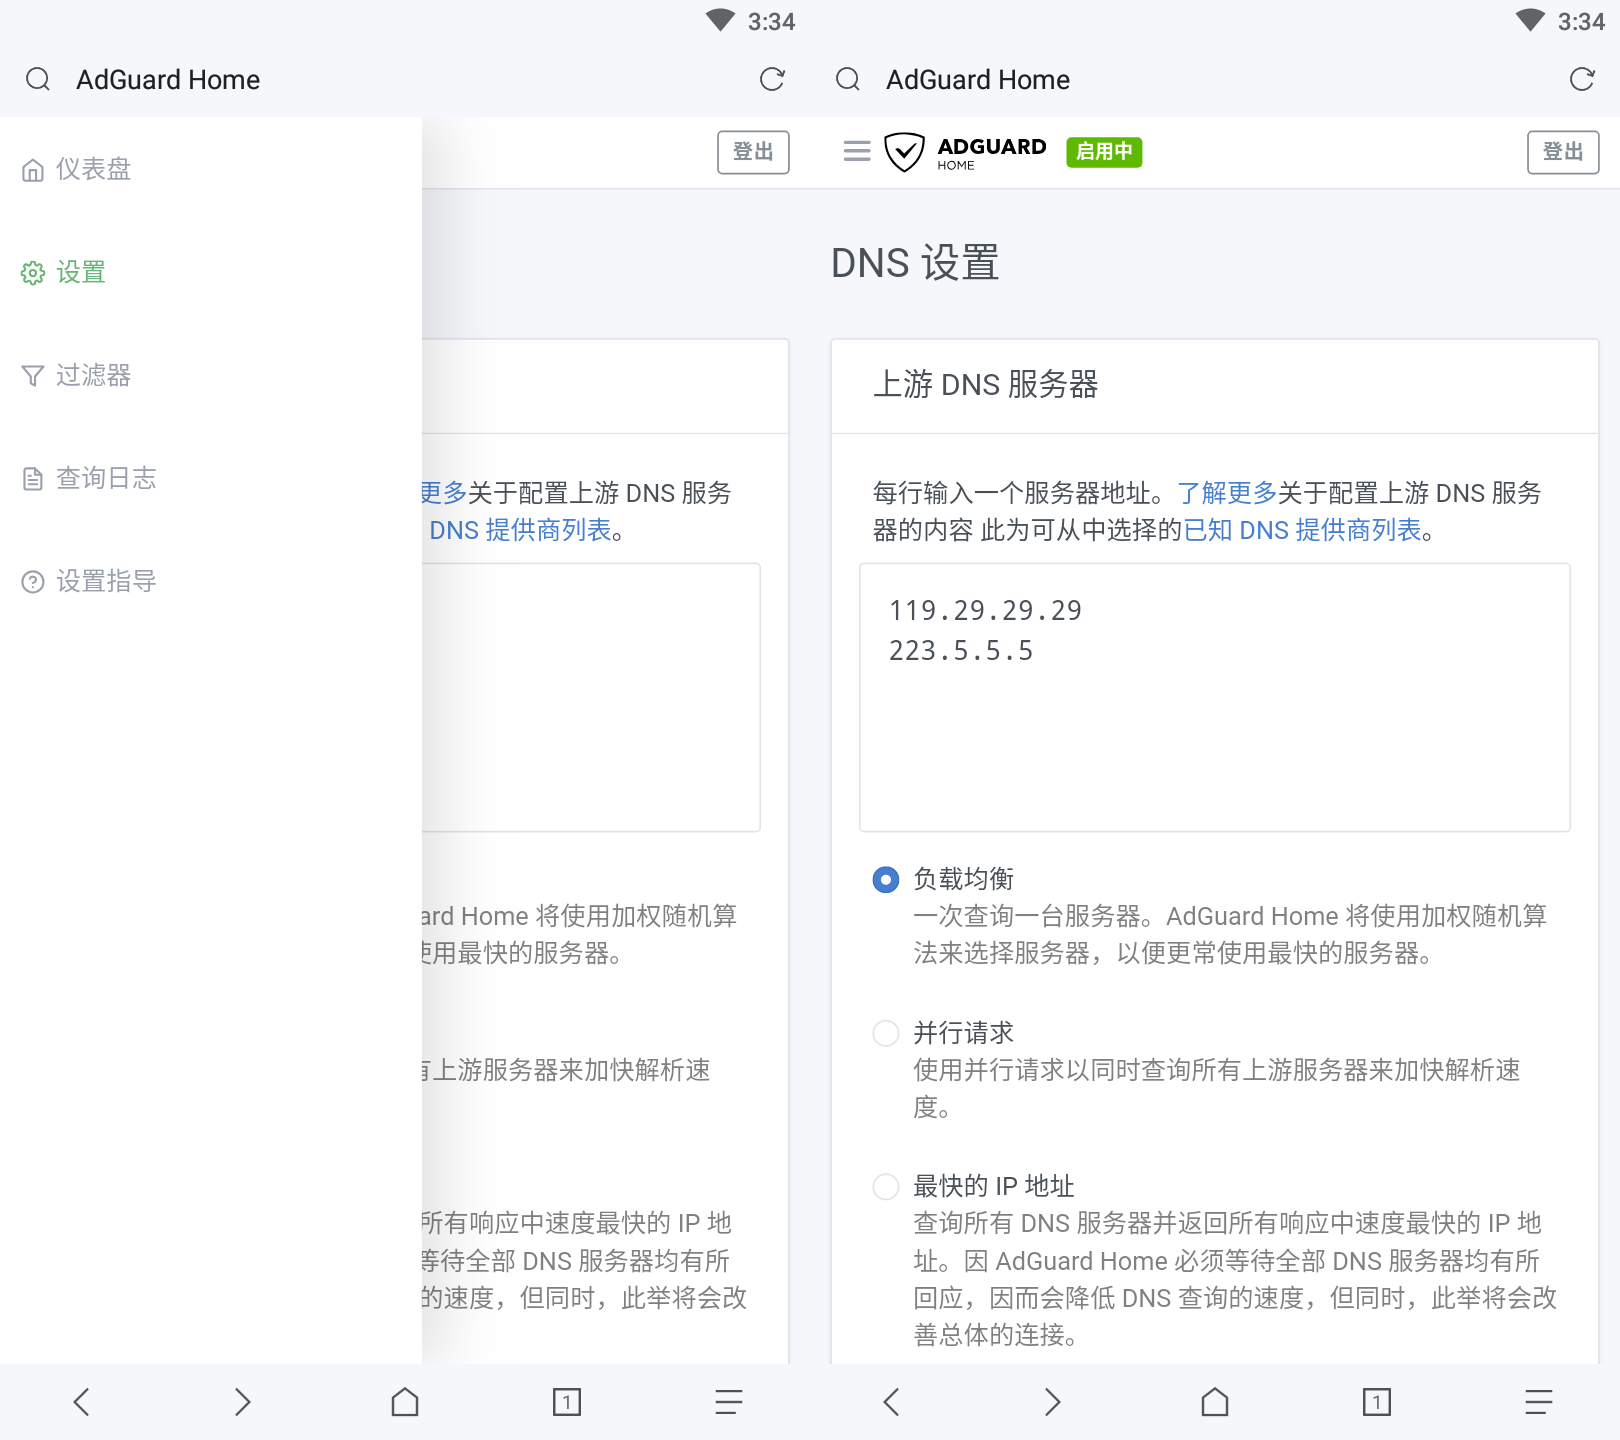 3:34
AdGuard Home
登出
仪表盘
设置
过滤器
查询日志
设置指导
更多关于配置上游 DNS 服务
DNS 提供商列表。
ard Home 将使用加权随机算
使用最快的服务器。
有上游服务器来加快解析速
所有响应中速度最快的 IP 地
等待全部 DNS 服务器均有所
的速度，但同时，此举将会改
1
3:34
AdGuard Home
ADGUARD
HOME
启用中
登出
DNS 设置
上游 DNS 服务器
每行输入一个服务器地址。了解更多关于配置上游 DNS 服务
器的内容 此为可从中选择的已知 DNS 提供商列表。
119.29.29.29
223.5.5.5
负载均衡
一次查询一台服务器。AdGuard Home 将使用加权随机算
法来选择服务器，以便更常使用最快的服务器。
并行请求
使用并行请求以同时查询所有上游服务器来加快解析速
度。
最快的 IP 地址
查询所有 DNS 服务器并返回所有响应中速度最快的 IP 地
址。因 AdGuard Home 必须等待全部 DNS 服务器均有所
回应，因而会降低 DNS 查询的速度，但同时，此举将会改
善总体的连接。
1